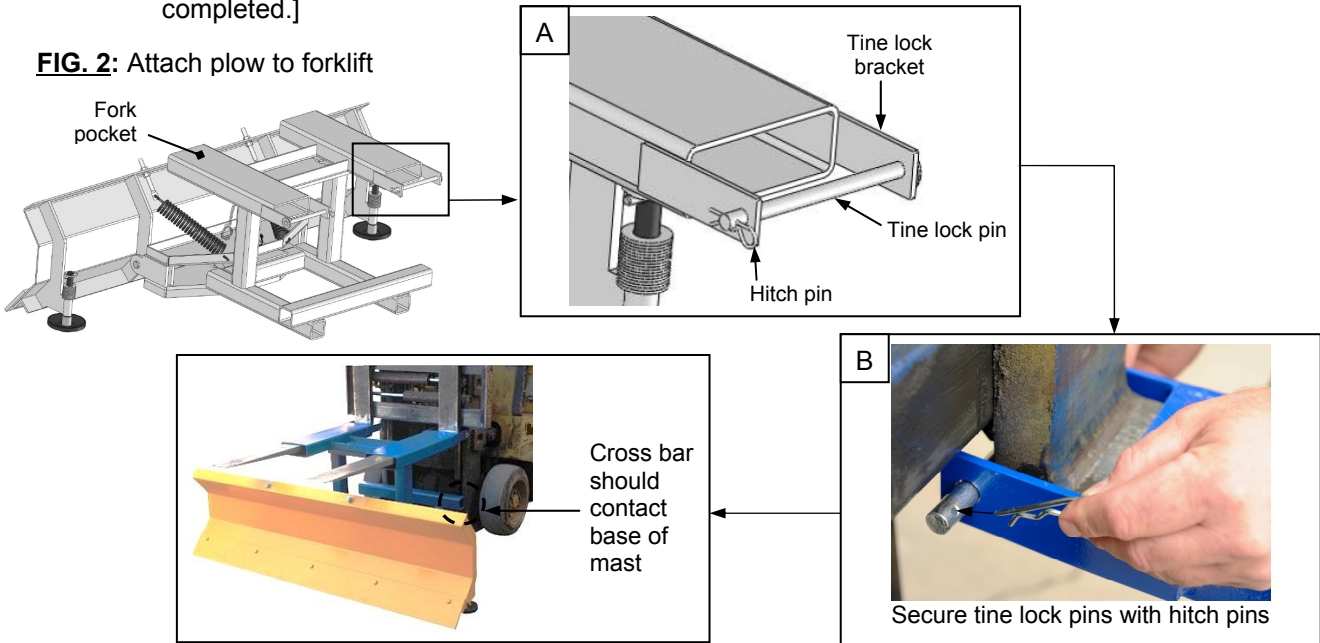 completed.]
FIG. 2: Attach plow to forklift
Fork
pocket
A
Tine lock
bracket
Tine lock pin
Hitch pin
B
Secure tine lock pins with hitch pins
Cross bar
should
contact
base of
mast